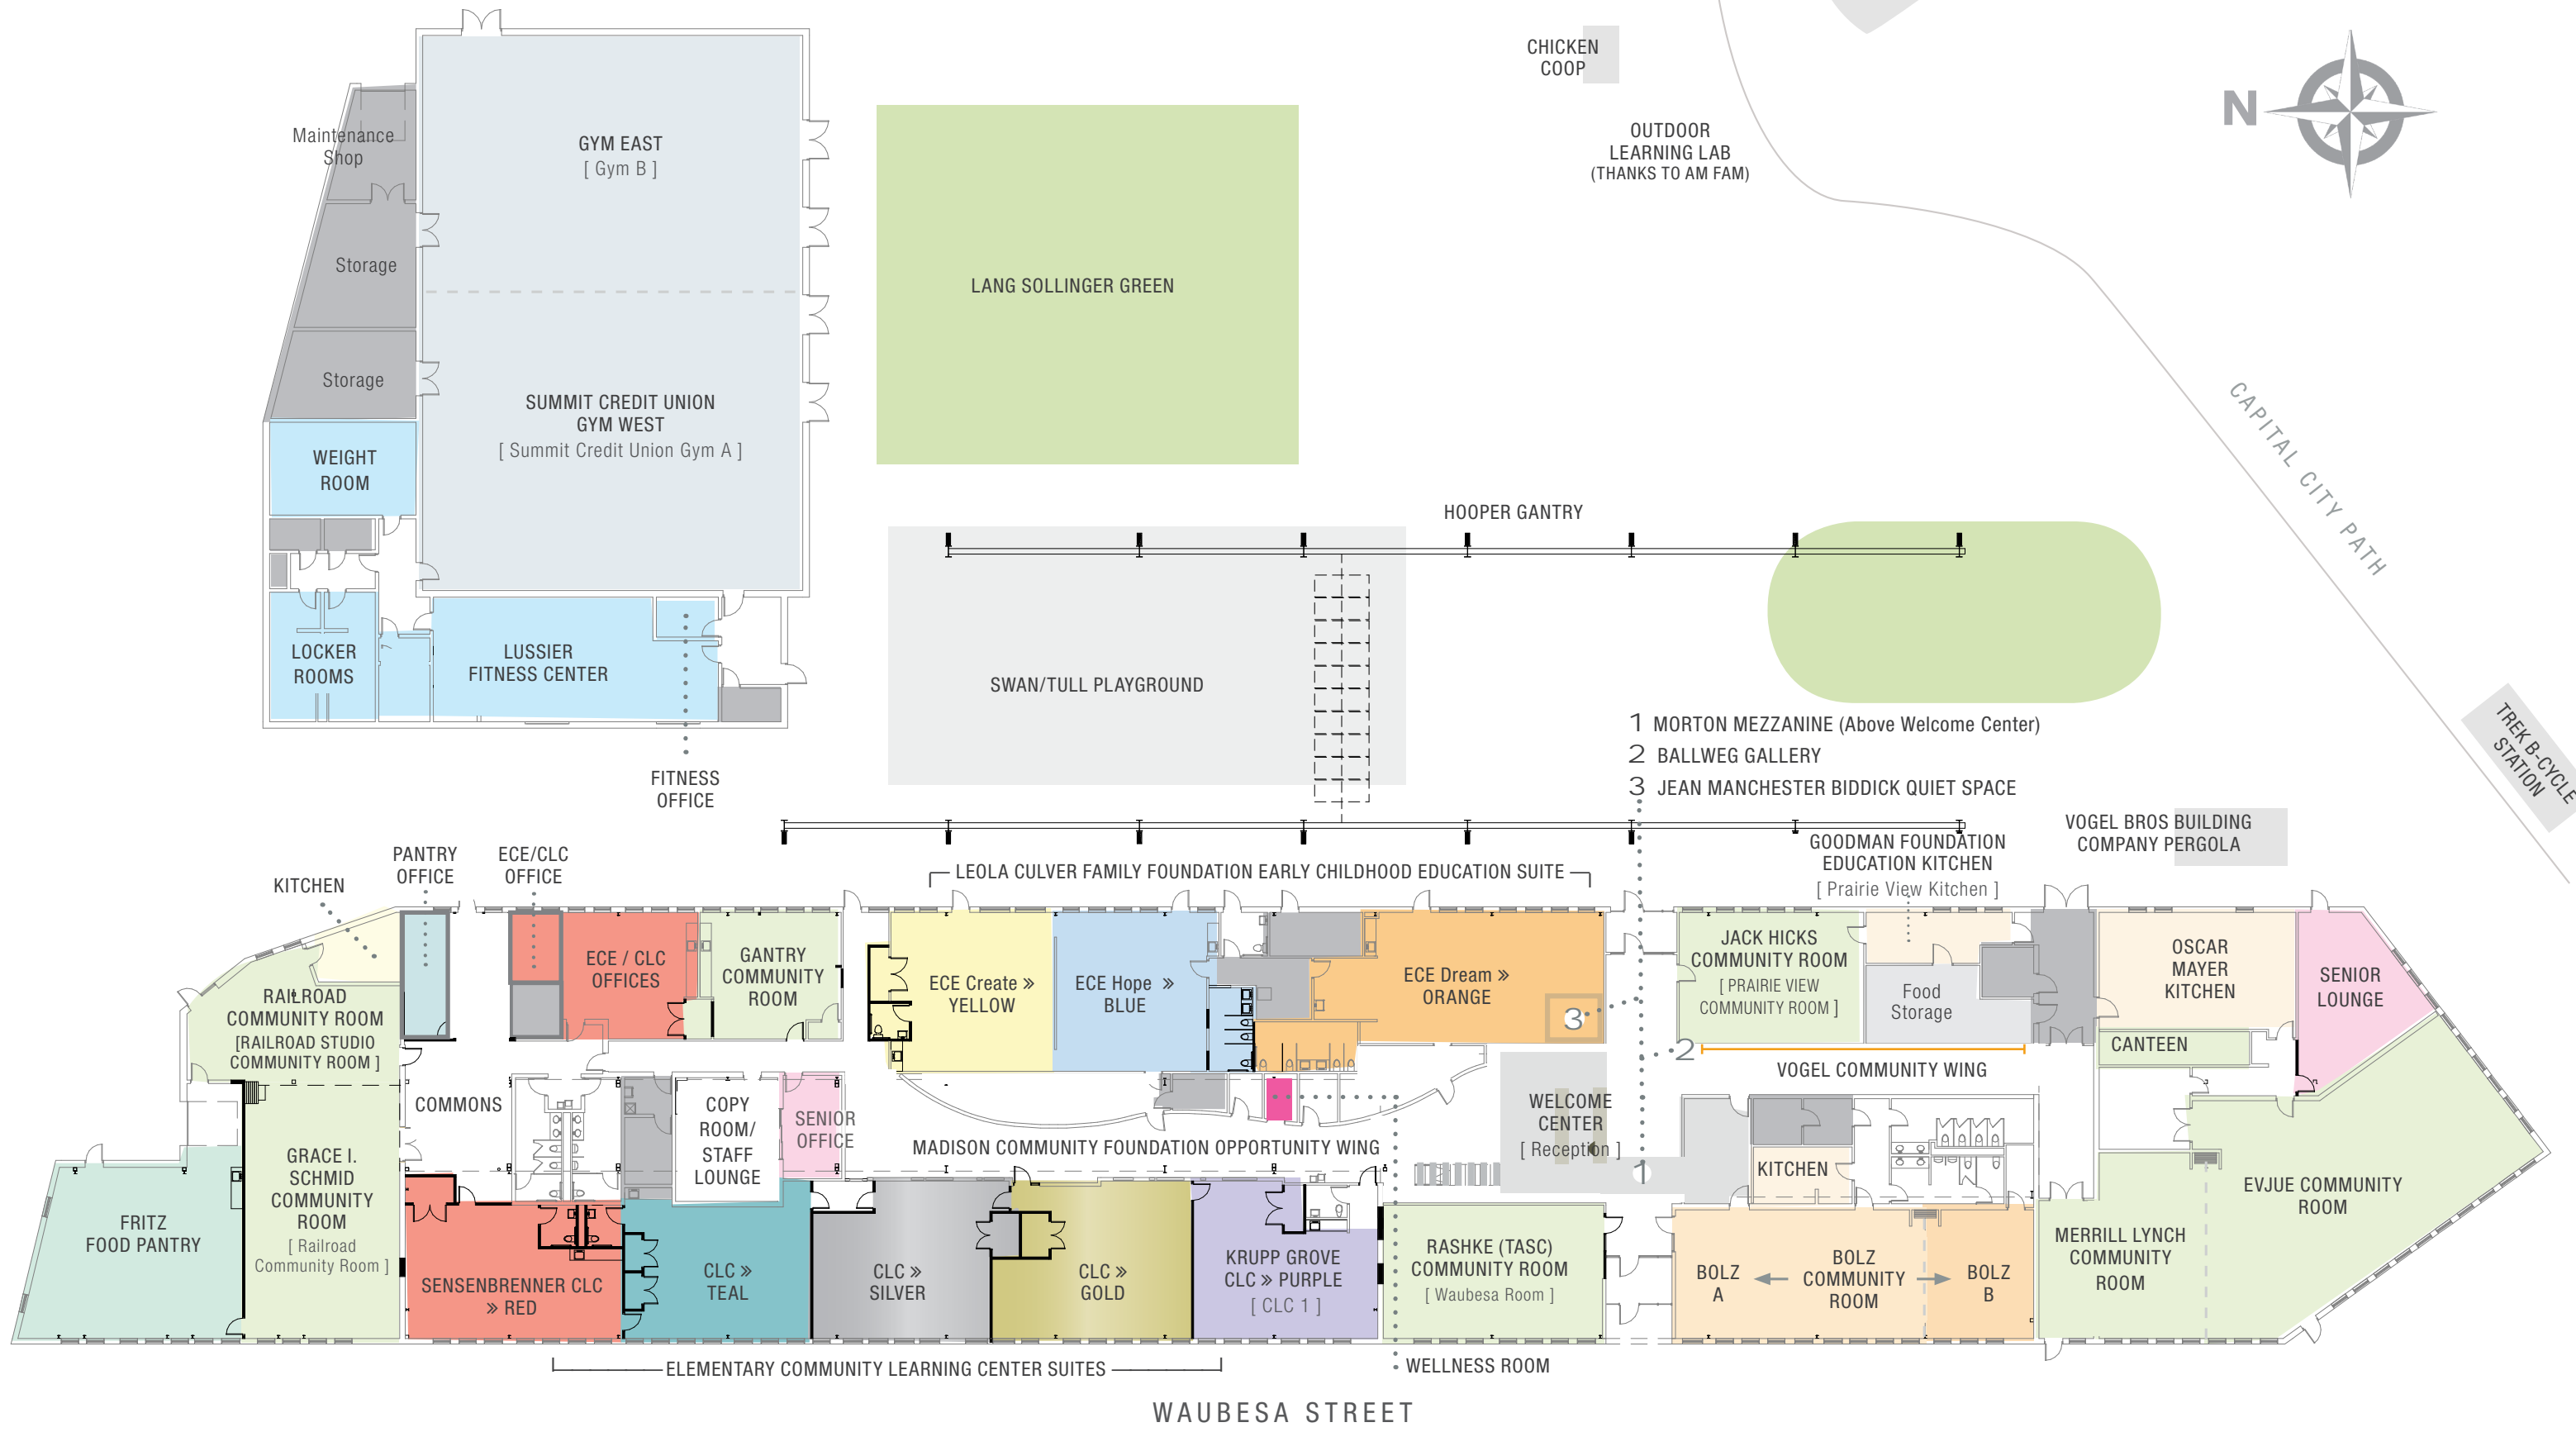 CHICKEN
COOP
N
OUTDOOR
LEARNING LAB
(THANKS TO AM FAM)
Maintenance
Shop
GYM EAST
[ Gym B ]
Storage
LANG SOLLINGER GREEN
Storage
SUMMIT CREDIT UNION
GYM WEST
[ Summit Credit Union Gym A ]
CAPITAL CITY PATH
WEIGHT
ROOM
HOOPER GANTRY
LOCKER
ROOMS
LUSSIER
FITNESS CENTER
SWAN/TULL PLAYGROUND
FITNESS
OFFICE
1 MORTON MEZZANINE (Above Welcome Center)
2 BALLWEG GALLERY
3 JEAN MANCHESTER BIDDICK QUIET SPACE
TREK B-CYCLE
STATION
VOGEL BROS BUILDING
COMPANY PERGOLA
GOODMAN FOUNDATION
EDUCATION KITCHEN
[ Prairie View Kitchen ]
KITCHEN
PANTRY
OFFICE
ECE/CLC
OFFICE
LEOLA CULVER FAMILY FOUNDATION EARLY CHILDHOOD EDUCATION SUITE
RAILROAD
COMMUNITY ROOM
[RAILROAD STUDIO
COMMUNITY ROOM ]
ECE / CLC
OFFICES
GANTRY
COMMUNITY
ROOM
ECE Create »
YELLOW
ECE Hope »
BLUE
ECE Dream »
ORANGE
3
JACK HICKS
COMMUNITY ROOM
[ PRAIRIE VIEW
COMMUNITY ROOM ]
Food
Storage
OSCAR
MAYER
KITCHEN
SENIOR
LOUNGE
2
CANTEEN
VOGEL COMMUNITY WING
COMMONS
COPY
ROOM/
STAFF
LOUNGE
SENIOR
OFFICE
MADISON COMMUNITY FOUNDATION OPPORTUNITY WING
WELCOME
CENTER
[ Reception ]
1
KITCHEN
FRITZ
FOOD PANTRY
GRACE I.
SCHMID
COMMUNITY
ROOM
[ Railroad
Community Room ]
SENSENBRENNER CLC
» RED
CLC »
TEAL
CLC »
SILVER
CLC »
GOLD
KRUPP GROVE
CLC » PURPLE
[ CLC 1 ]
RASHKE (TASC)
COMMUNITY ROOM
[ Waubesa Room ]
BOLZ
A
BOLZ
COMMUNITY
ROOM
BOLZ
B
MERRILL LYNCH
COMMUNITY
ROOM
EVJUE COMMUNITY
ROOM
ELEMENTARY COMMUNITY LEARNING CENTER SUITES
WELLNESS ROOM
WAUBESA STREET